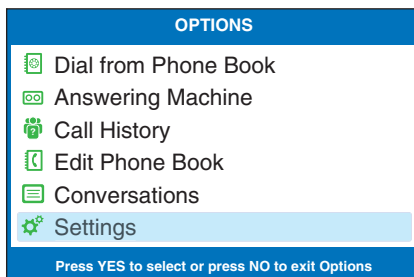 OPTIONS
Dial from Phone Book
Answering Machine
Call History
Edit Phone Book
Conversations
Settings
Press YES to select or press NO to exit Options